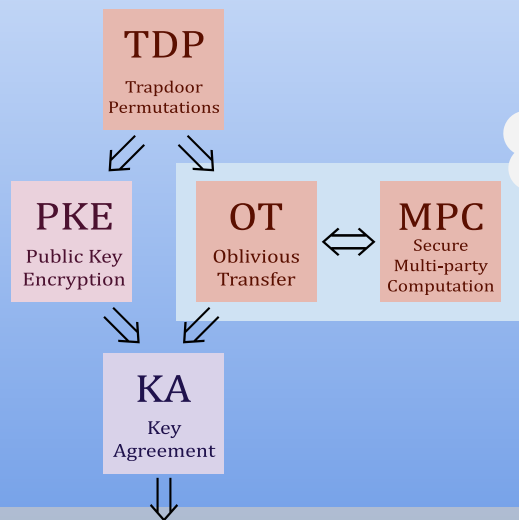 TDP
Trapdoor
Permutations
PKE
Public Key
Encryption
OT
Oblivious
Transfer
MPC
Secure
Multi-party
Computation
KA
Key
Agreement